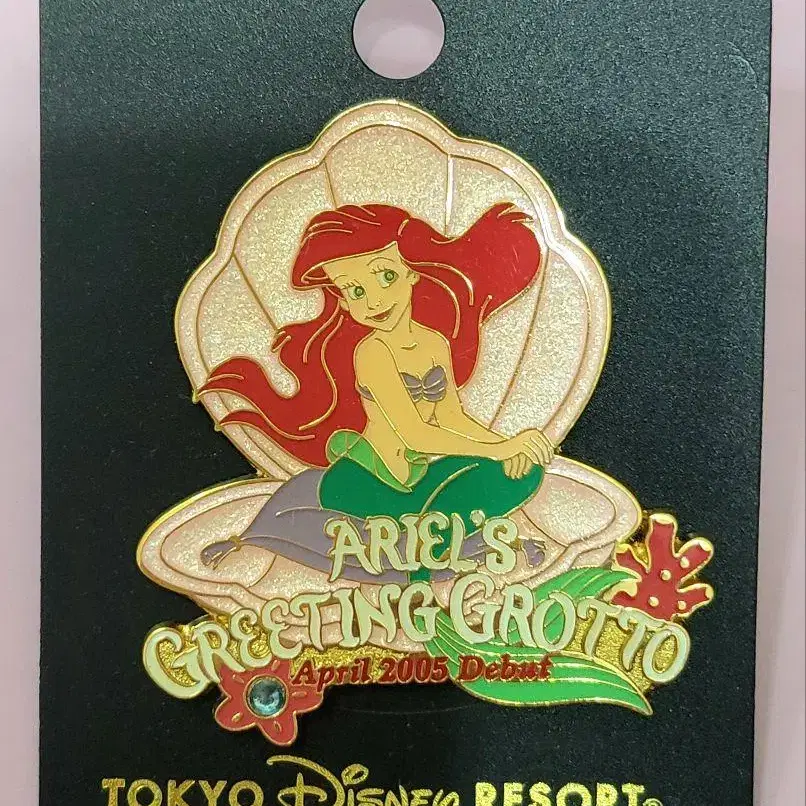 ARIEL'S
GREETING GROTTO
April 2005 Debut
TOKYO Disney RESORT®